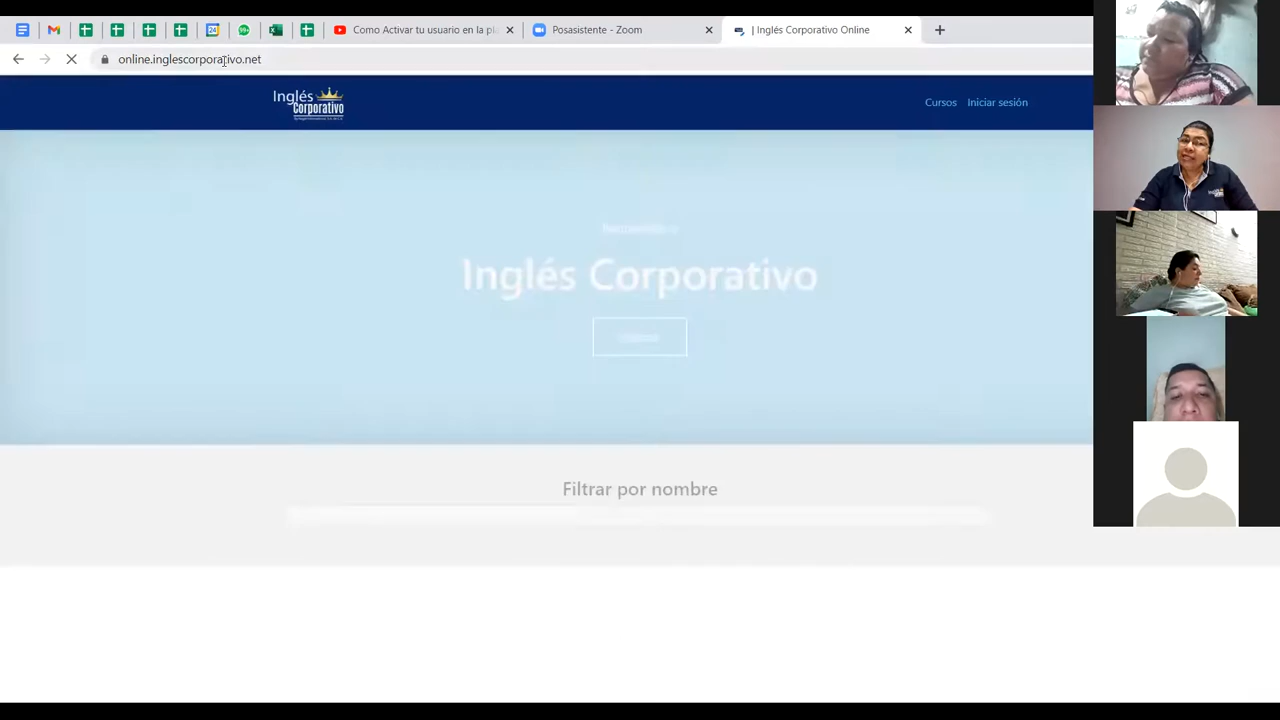 Como Activar tu usuario en la pl
Posasistente - Zoom
| Inglés Corporativo Online
online.inglescorporativo.net
Inglés
Corporativo
Cursos
Iniciar sesión
Inglés Corporativo
Filtrar por nombre